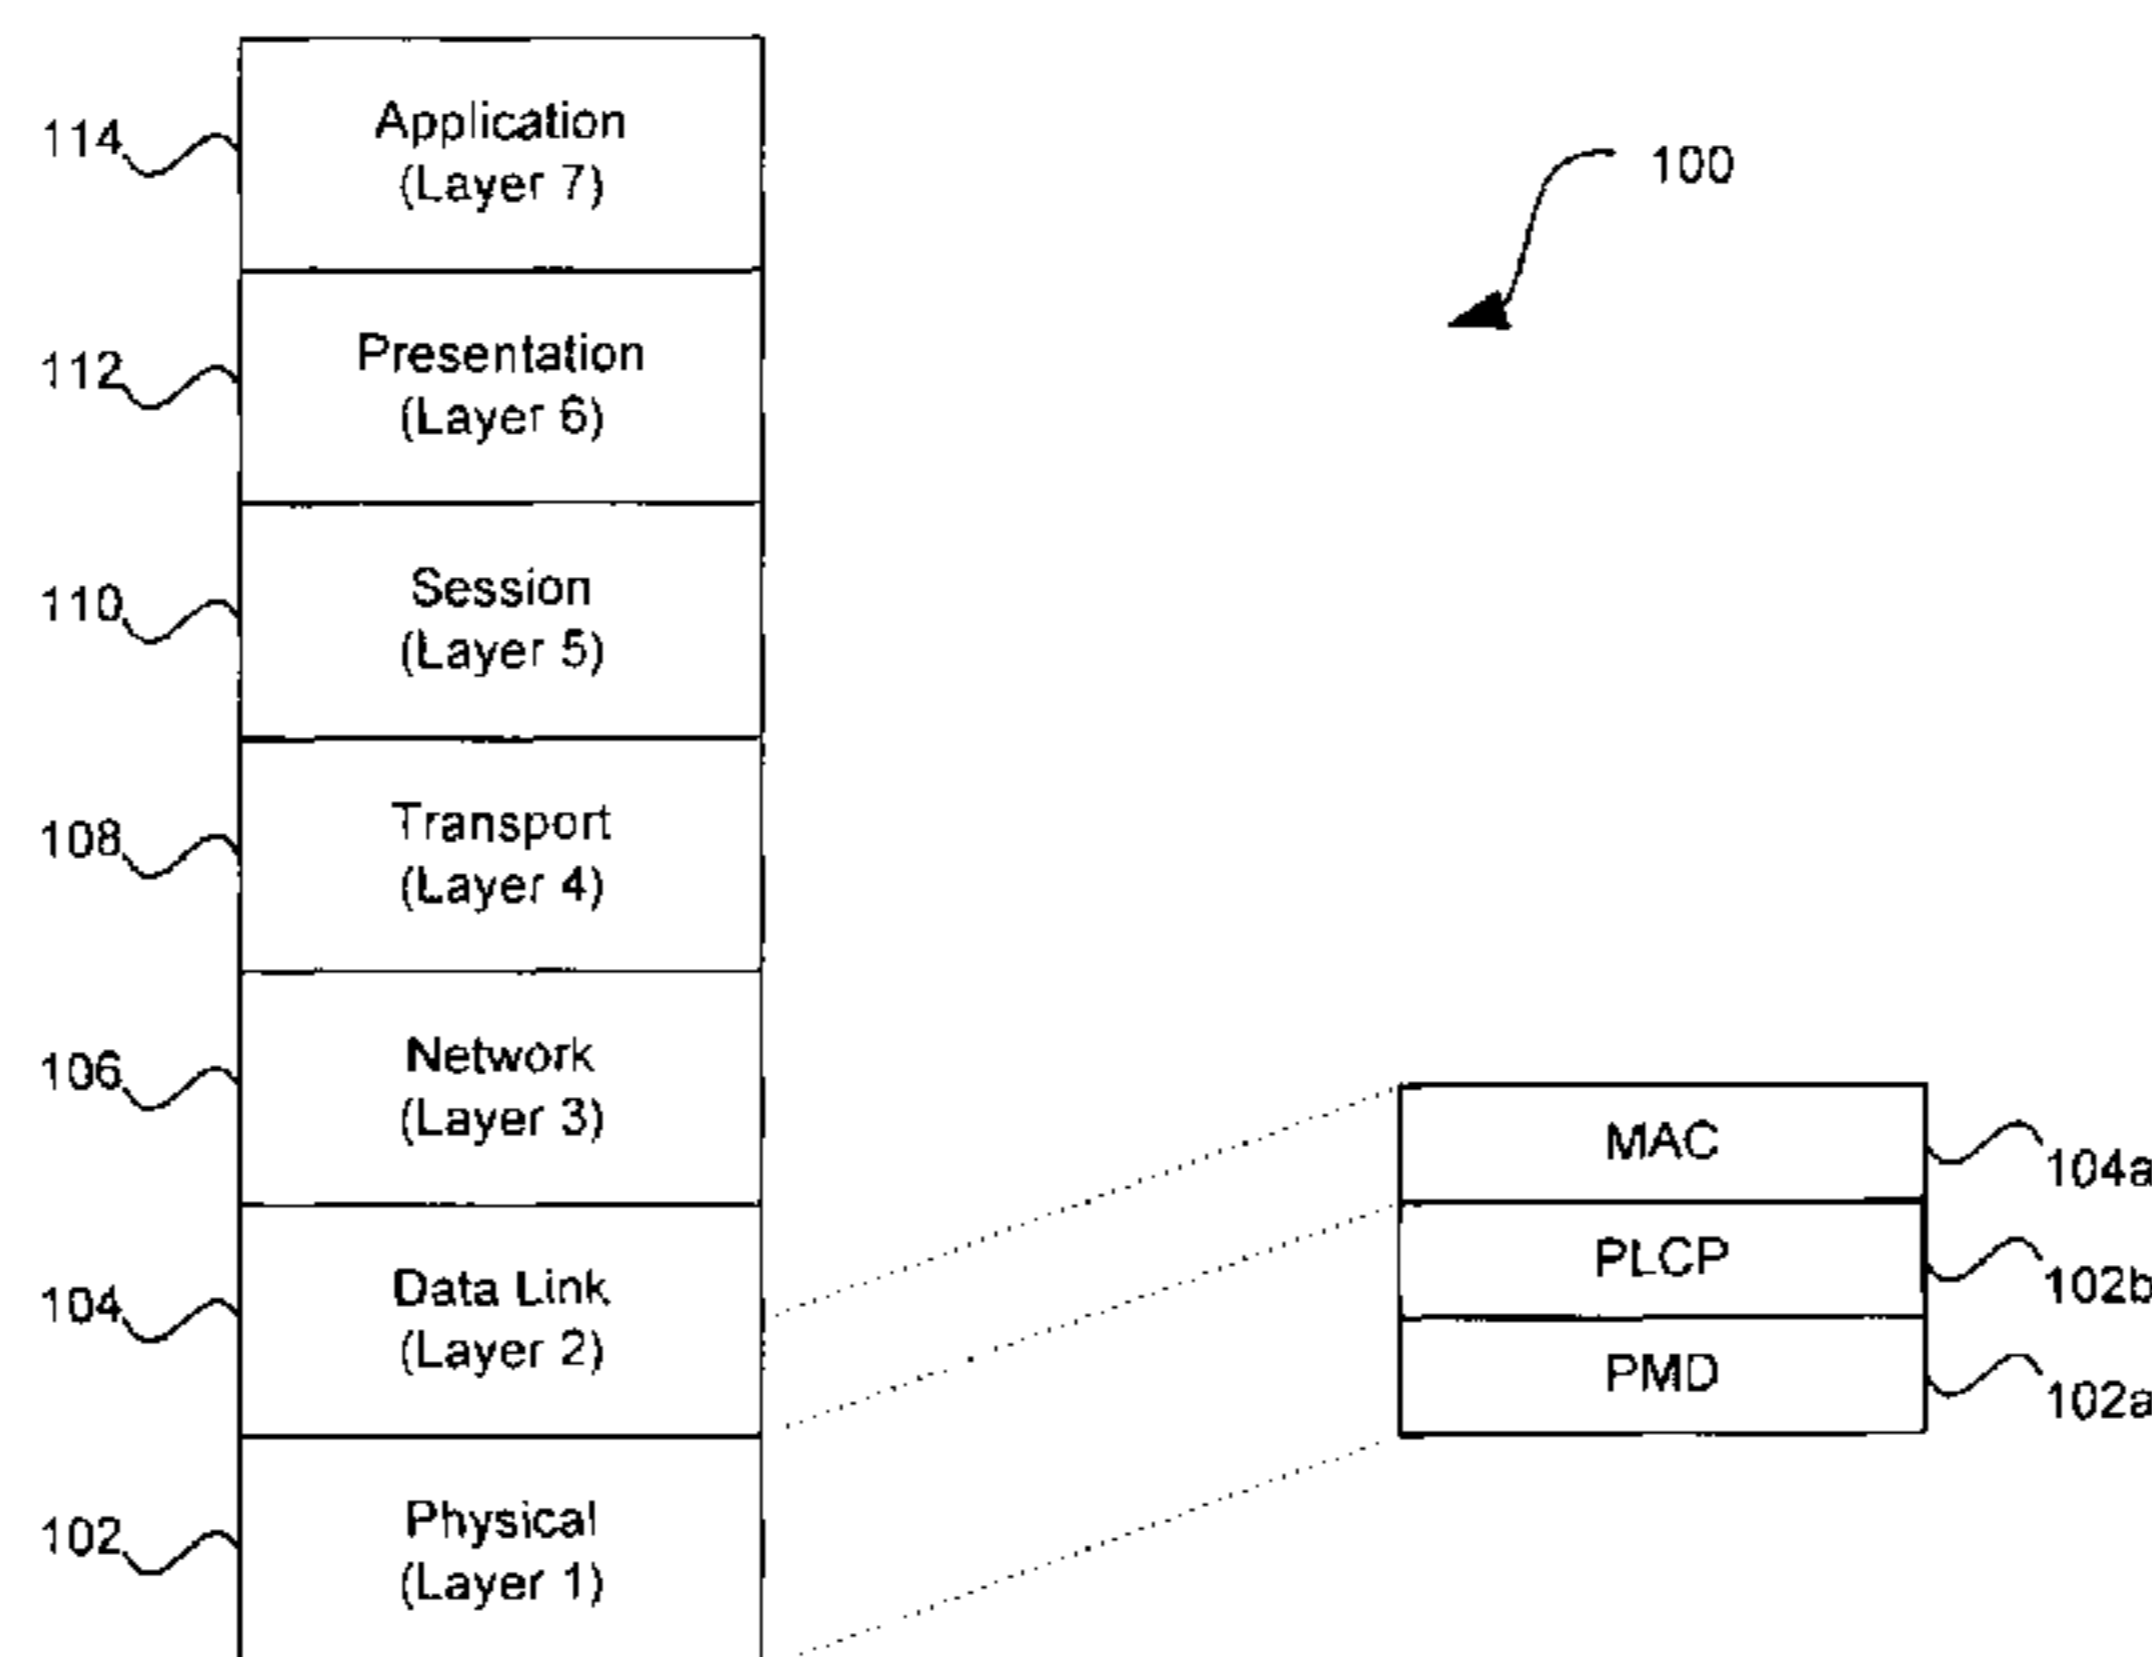 114
Application
(Layer 7)
100
112
Presentation
(Layer 6)
110
Session
(Layer 5)
108
Transport
(Layer 4)
106
Network
(Layer 3)
MAC
104a
104
Data Link
(Layer 2)
PLCP
102b
PMD
102a
102
Physical
(Layer 1)